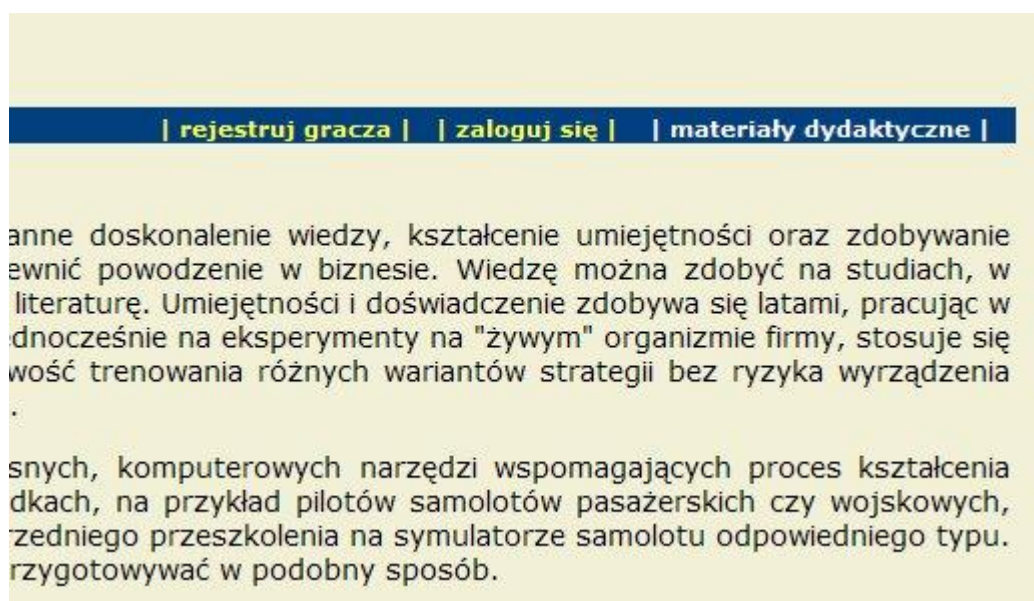 | rejestruj gracza | | zaloguj się | | materiały dydaktyczne |
anne doskonalenie wiedzy, kształcenie umiejętności oraz zdobywanie
ewnić powodzenie w biznesie. Wiedzę można zdobyć na studiach, w
literaturę. Umiejętności i doświadczenie zdobywa się latami, pracując w
ednocześnie na eksperymenty na "żywym" organizmie firmy, stosuje się
wość trenowania różnych wariantów strategii bez ryzyka wyrządzenia
.
snych, komputerowych narzędzi wspomagających proces kształcenia
dkach, na przykład pilotów samolotów pasażerskich czy wojskowych,
rzedniego przeszkolenia na symulatorze samolotu odpowiedniego typu.
rzygotowywać w podobny sposób.